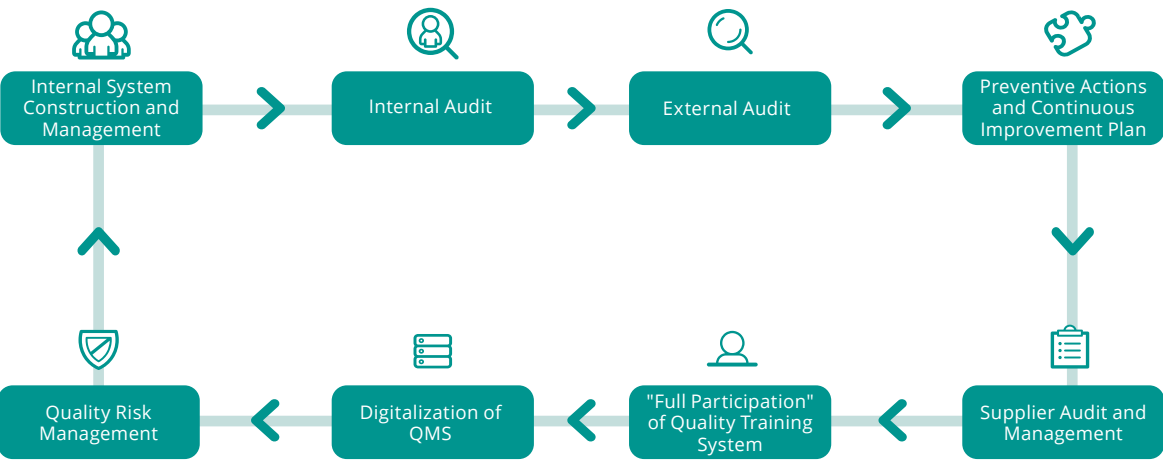 Internal System
Construction and
Management
Internal Audit
External Audit
Preventive Actions
and Continuous
Improvement Plan
Quality Risk
Management
Digitalization of
QMS
"Full Participation"
of Quality Training
System
Supplier Audit and
Management